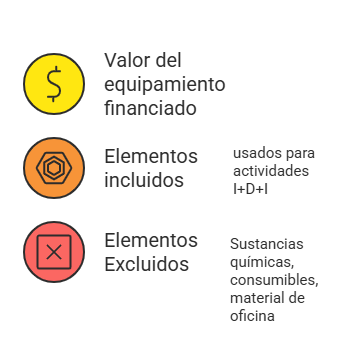 Valor del
equipamiento
financiado
Elementos
incluidos
usados para
actividades
I+D+I
Elementos
Excluidos
Sustancias
químicas,
consumibles,
material de
oficina